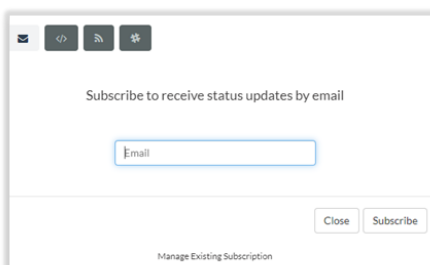 Subscribe to receive status updates by email
Email
Close Subscribe
Manage Existing Subscription